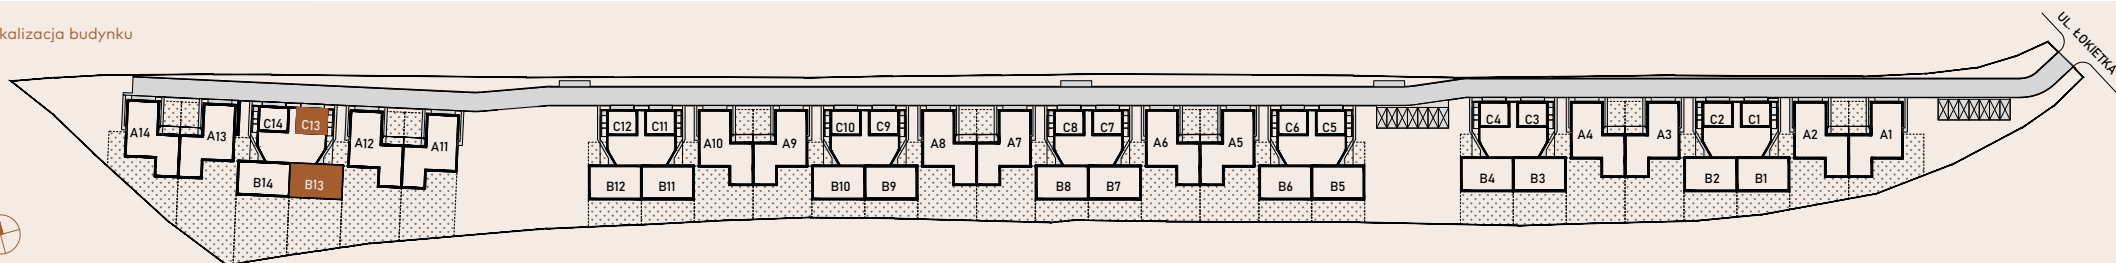 kalizacja budynku
UL. ŁOKIETKA
A14
A13
C14
C13
B14
B13
A12
A11
C12
C11
B12
B11
A10
A9
C10
C9
B10
B9
A8
A7
C8
C7
B8
B7
A6
A5
C6
C5
B6
B5
C4
C3
B4
B3
A4
A3
C2
C1
B2
B1
A2
A1